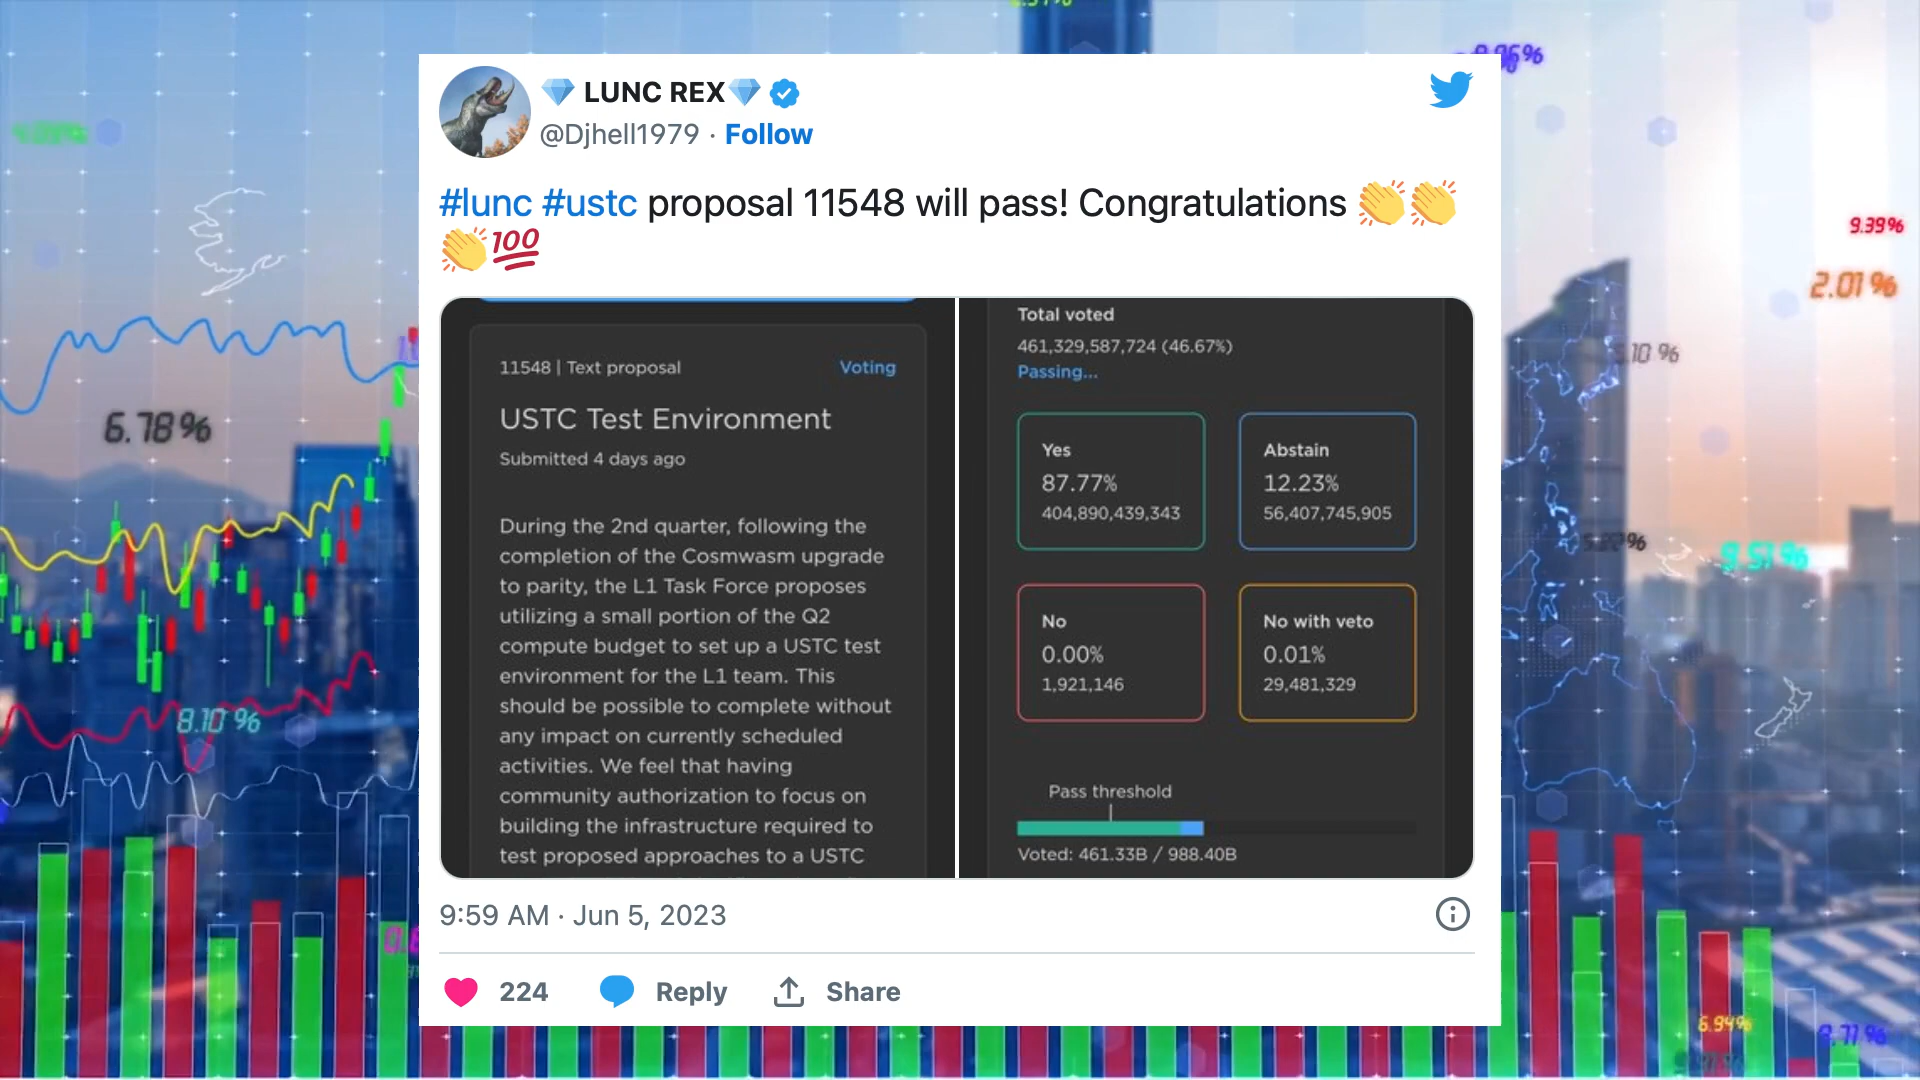 💎 LUNC REX💎
@Djhell1979 · Follow
#lunc #ustc proposal 11548 will pass! Congratulations 👏👏
👏💯
11548 | Text proposal
Voting
USTC Test Environment
Submitted 4 days ago
During the 2nd quarter, following the
completion of the Cosmwasm upgrade
to parity, the L1 Task Force proposes
utilizing a small portion of the Q2
compute budget to set up a USTC test
environment for the L1 team. This
should be possible to complete without
any impact on currently scheduled
activities. We feel that having
community authorization to focus on
building the infrastructure required to
test proposed approaches to a USTC
Total voted
461,329,587,724 (46.67%)
Passing...
Yes
87.77%
404,890,439,343
Abstain
12.23%
56,407,745,905
No
0.00%
1,921,146
No with veto
0.01%
29,481,329
Pass threshold
Voted: 461.33B / 988.40B
9:59 AM · Jun 5, 2023
224
Reply
Share
6.78%
8.10 %
9.39%
2.01 %
9.51 %
6.94%